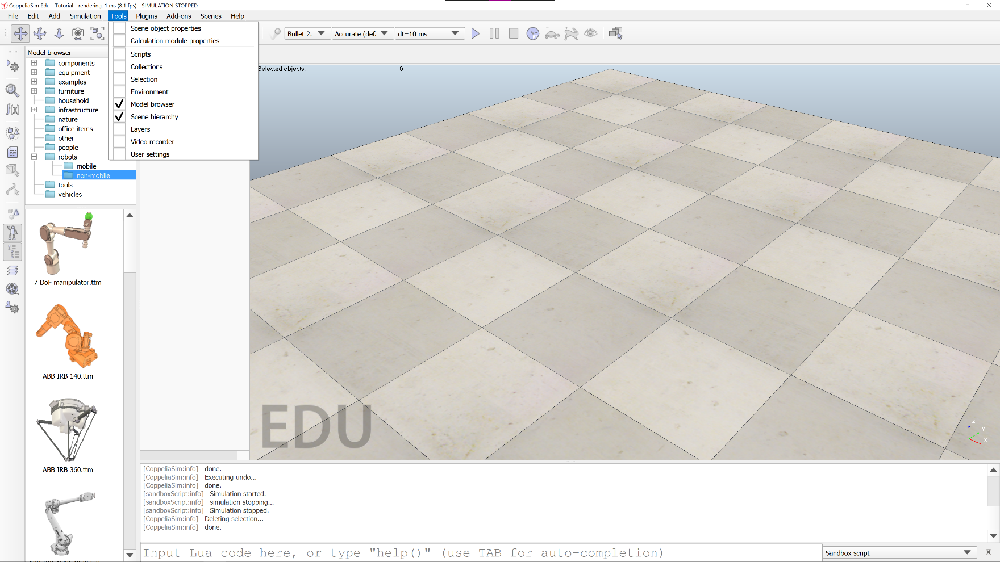 CoppeliaSim Edu - Tutorial - rendering: 1 ms (8.1 fps) - SIMULATION STOPPED
File Edit Add Simulation Tools Plugins Add-ons Scenes Help
Bullet 2. Accurate (def. dt=10 ms
Scene object properties
Calculation module properties
Scripts
Collections
Selection
Environment
Model browser
Scene hierarchy
Layers
Video recorder
User settings
Model browser
components
equipment
examples
furniture
household
infrastructure
nature
office items
other
people
robots
mobile
non-mobile
tools
vehicles
7 DoF manipulator.ttm
ABB IRB 140.ttm
ABB IRB 360.ttm
Selected objects: 0
EDU
z
y
x
[CoppeliaSim:info] done.
[CoppeliaSim:info] Executing undo...
[CoppeliaSim:info] done.
[sandboxScript:info] Simulation started.
[sandboxScript:info] simulation stopping...
[sandboxScript:info] Simulation stopped.
[CoppeliaSim:info] Deleting selection...
[CoppeliaSim:info] done.
Input Lua code here, or type "help()" (use TAB for auto-completion)
Sandbox script